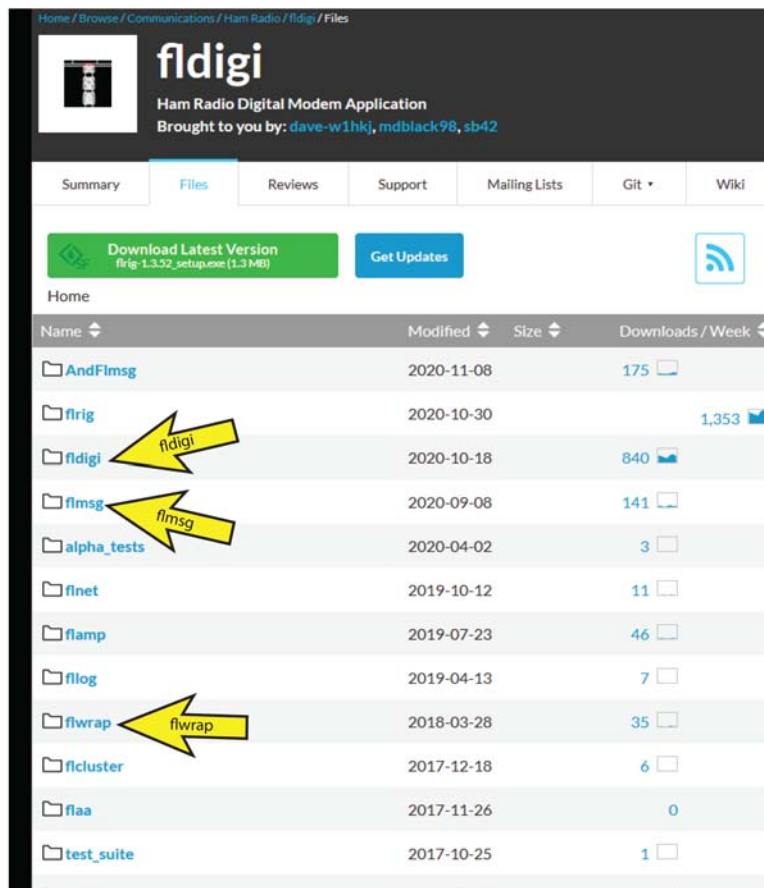 Home / Browse / Communications / Ham Radio / fldigi / Files
fldigi
Ham Radio Digital Modem Application
Brought to you by: dave-w1hkj, mdblack98, sb42
Summary Files Reviews Support Mailing Lists Git Wiki
Download Latest Version
flrig-1.3.52_setup.exe (1.3 MB)
Get Updates
Home
Name Modified Size Downloads / Week
AndFlmsg 2020-11-08 175
flrig 2020-10-30 1,353
fldigi fldigi 2020-10-18 840
flmsg flmsg 2020-09-08 141
alpha_tests 2020-04-02 3
flnet 2019-10-12 11
flamp 2019-07-23 46
fllog 2019-04-13 7
flwrap flwrap 2018-03-28 35
flcluster 2017-12-18 6
flaa 2017-11-26 0
test_suite 2017-10-25 1